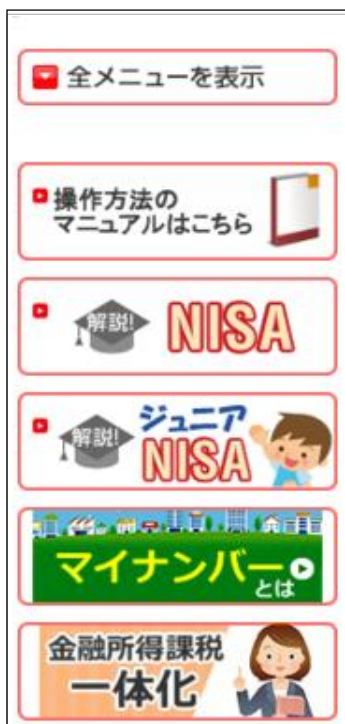 全メニューを表示
操作方法の
マニュアルはこちら
解説!
NISA
解説!
ジュニア
NISA
マイナンバー
とは
金融所得課税
一体化